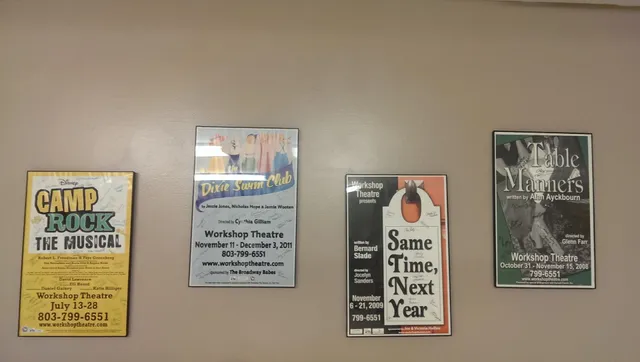 Disney
CAMP
ROCK
THE MUSICAL
Workshop Theatre
July 13-28
803-799-6551
www.workshoptheatre.com
Dixie Swim Club
by Jessie Jones, Nicholas Hope & Jamie Wooten
Directed by Cynthia Gilliam
Workshop Theatre
November 11 - December 3, 2011
803-799-6551
www.workshoptheatre.com
sponsored by The Broadway Babes
Workshop
Theatre
presents
written by
Bernard
Slade
directed by
Jocelyn
Sanders
November
6 - 21, 2009
799-6551
Same
Time,
Next
Year
Table
Manners
written by Alan Ayckbourn
directed by
Glenn Farr
Workshop Theatre
October 31 - November 15, 2008
799-6551
www.workshoptheatre.com